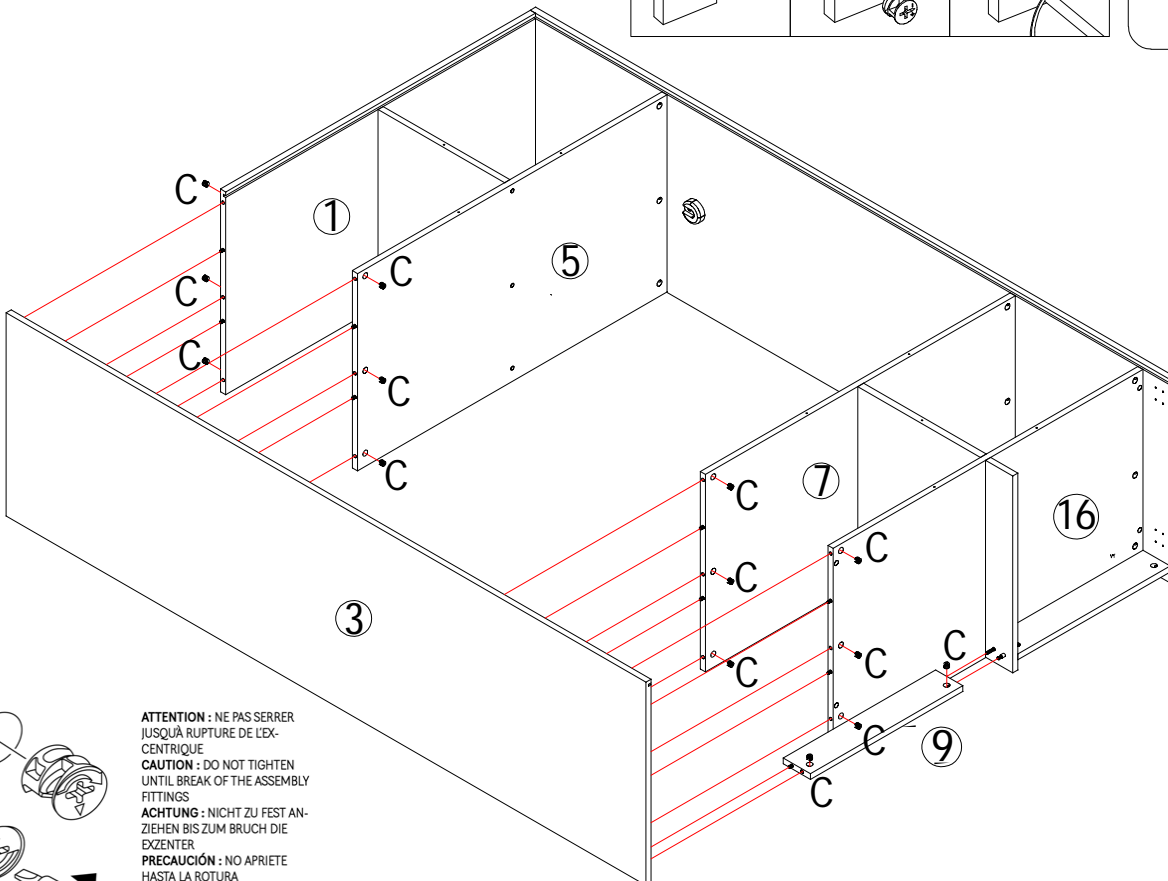 C
1
C
5
C
C
C
C
C
7
C
16
C
C
3
C
C
C
C
9
C
ATTENTION : NE PAS SERRER
JUSQU'À RUPTURE DE L'EX-
CENTRIQUE
CAUTION : DO NOT TIGHTEN
UNTIL BREAK OF THE ASSEMBLY
FITTINGS
ACHTUNG : NICHT ZU FEST AN-
ZIEHEN BIS ZUM BRUCH DIE
EXZENTER
PRECAUCIÓN : NO APRIETE
HASTA LA ROTURA